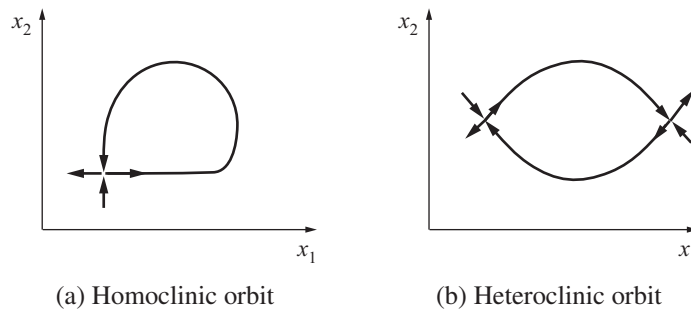 x₂
x₁
(a) Homoclinic orbit
x₂
x
(b) Heteroclinic orbit